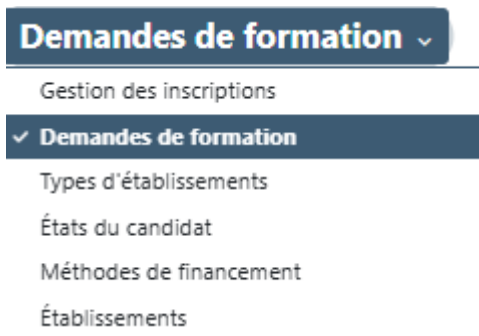 Demandes de formation
Gestion des inscriptions
Demandes de formation
Types d'établissements
États du candidat
Méthodes de financement
Établissements